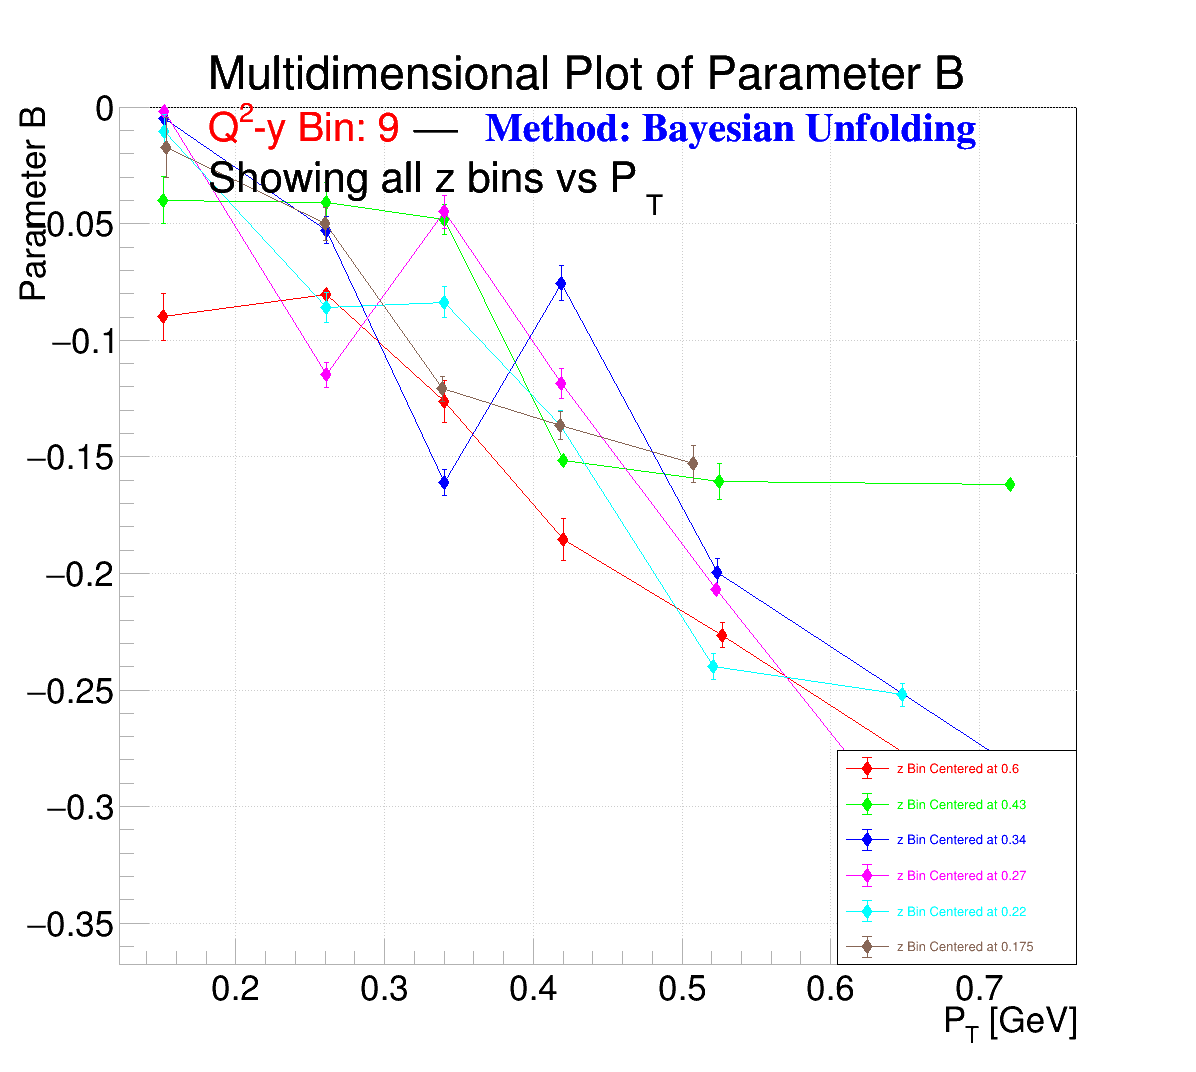 Multidimensional Plot of Parameter B
Q²-y Bin: 9 — Method: Bayesian Unfolding
Showing all z bins vs P_T
Parameter B
0
−0.05
−0.1
−0.15
−0.2
−0.25
−0.3
−0.35
z Bin Centered at 0.6
z Bin Centered at 0.43
z Bin Centered at 0.34
z Bin Centered at 0.27
z Bin Centered at 0.22
z Bin Centered at 0.175
0.2 0.3 0.4 0.5 0.6 0.7
P_T [GeV]